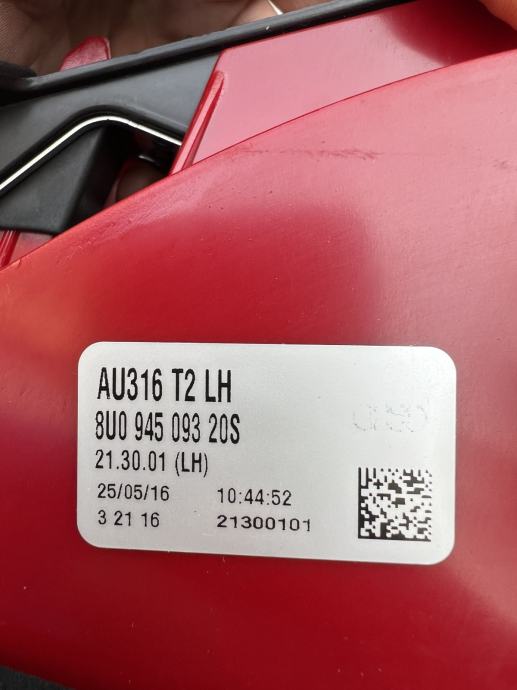 AU316 T2 LH
8U0 945 093 20S
21.30.01 (LH)
25/05/16 10:44:52
3 21 16 21300101